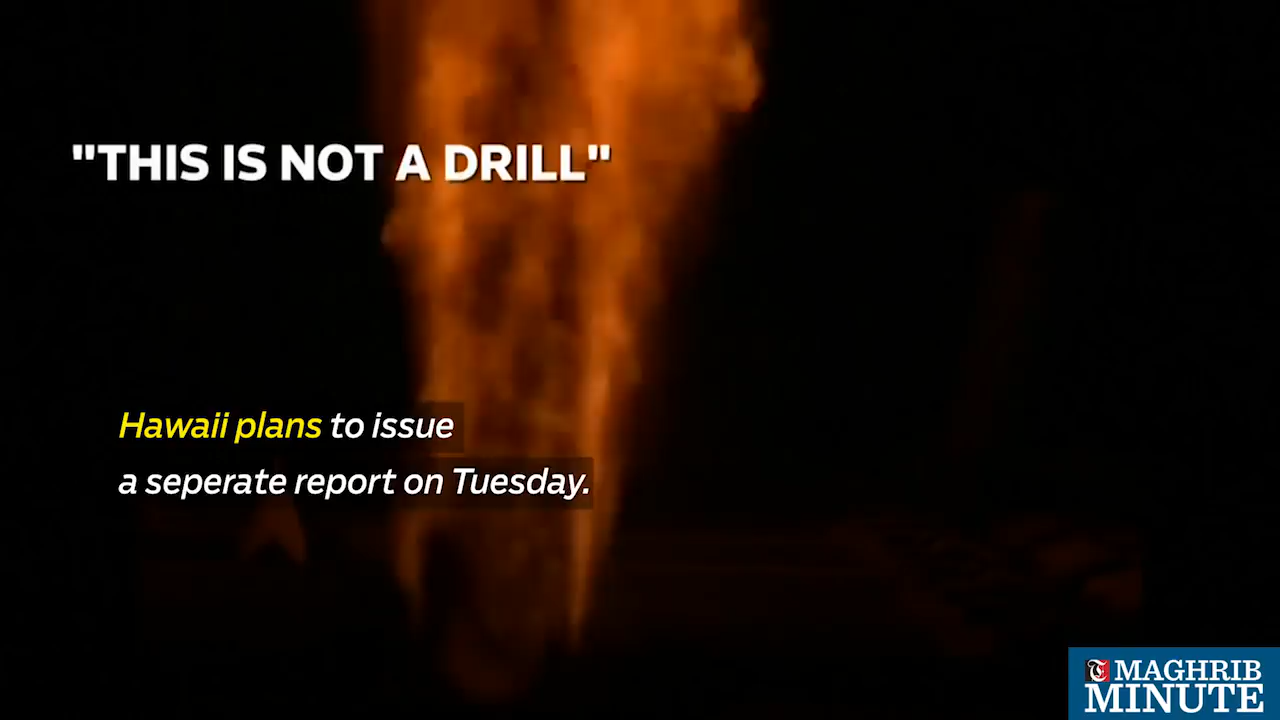 "THIS IS NOT A DRILL"
Hawaii plans to issue
a seperate report on Tuesday.
MAGHRIB
MINUTE